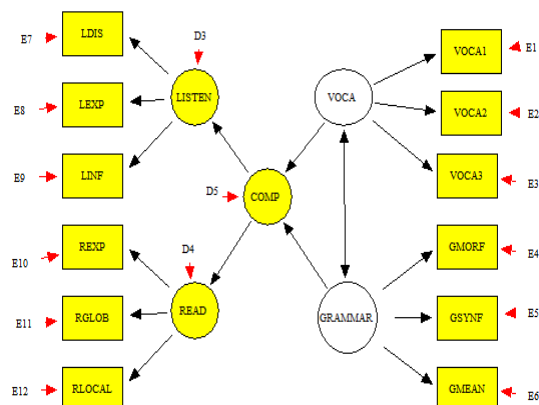 E7
LDIS
D3
VOCA1
E1
E8
LEXP
LISTEN
VOCA
VOCA2
E2
E9
LINF
VOCA3
E3
D5
COMP
E10
REXP
D4
GMORF
E4
E11
RGLOB
READ
GRAMMAR
GSYNF
E5
E12
RLOCAL
GMEAN
E6